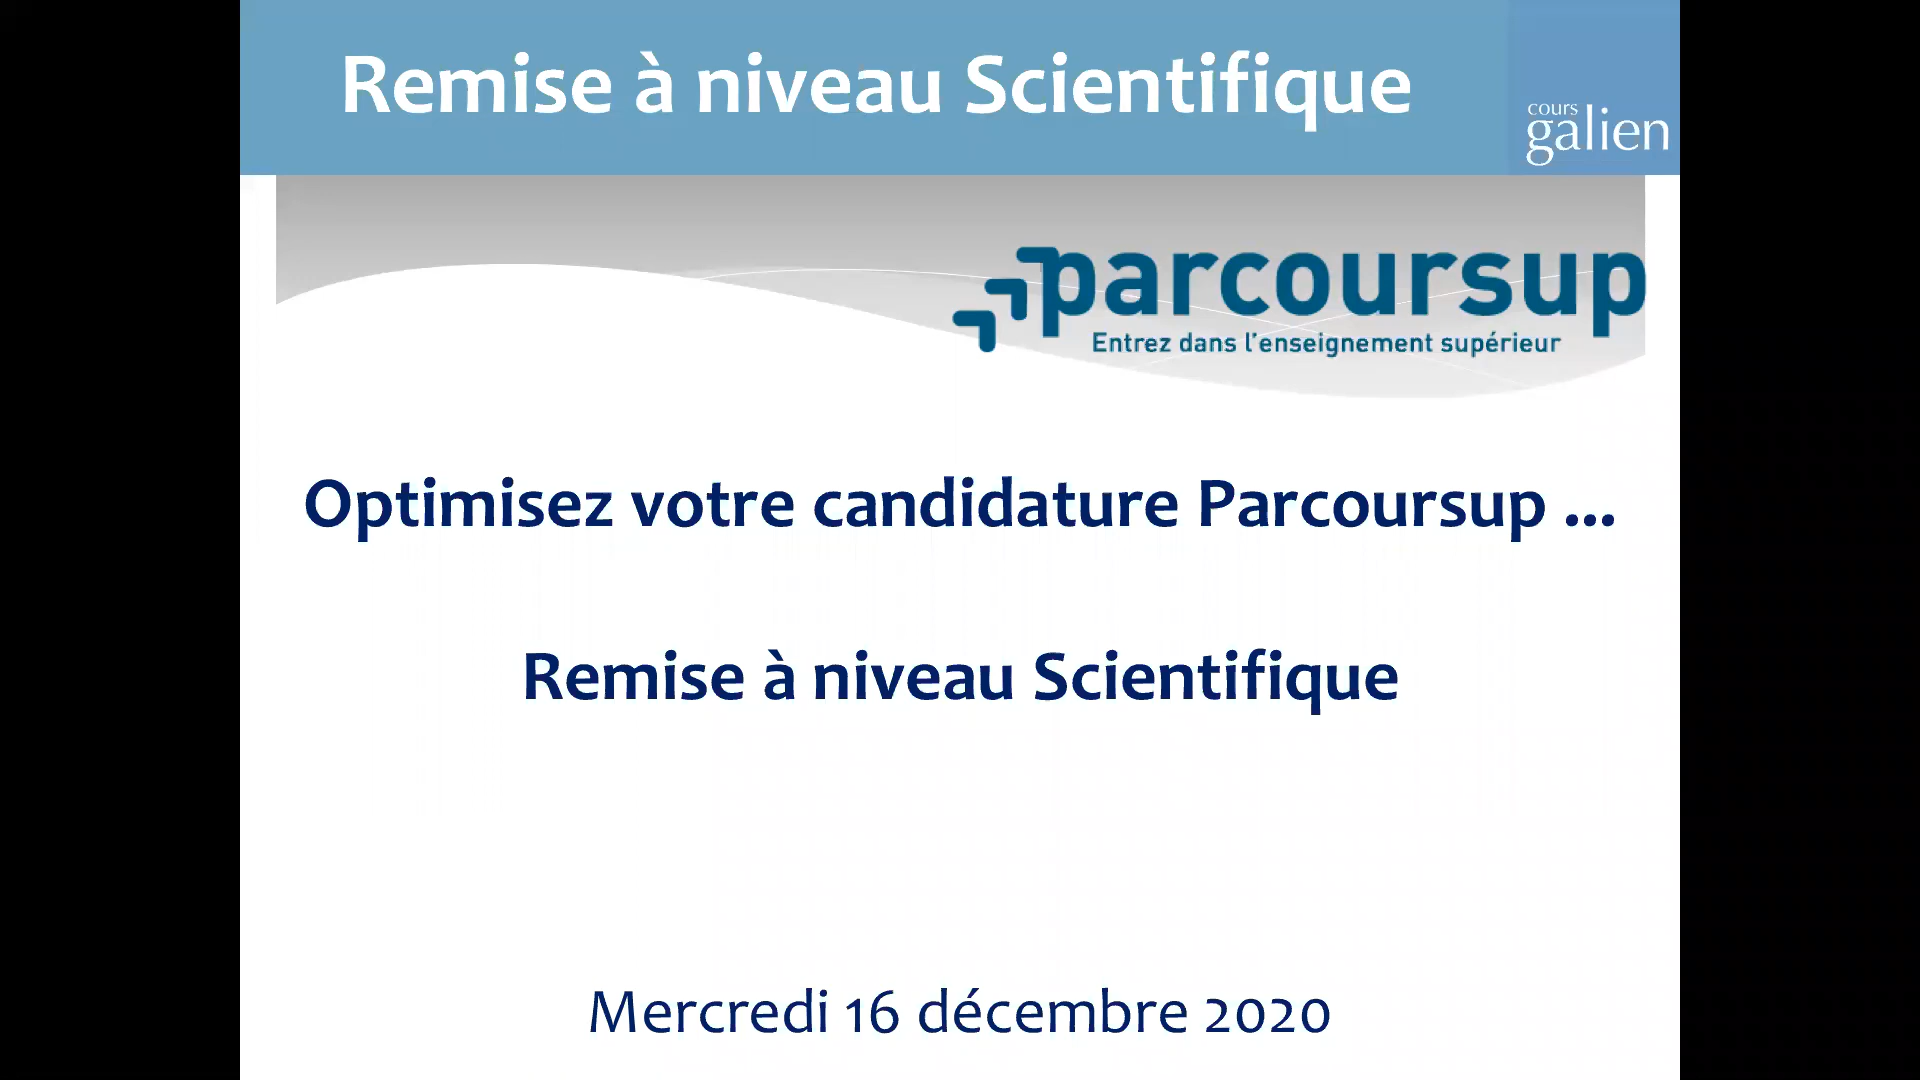 Remise à niveau Scientifique
cours
galien
parcoursup
Entrez dans l'enseignement supérieur
Optimisez votre candidature Parcoursup ...
Remise à niveau Scientifique
Mercredi 16 décembre 2020